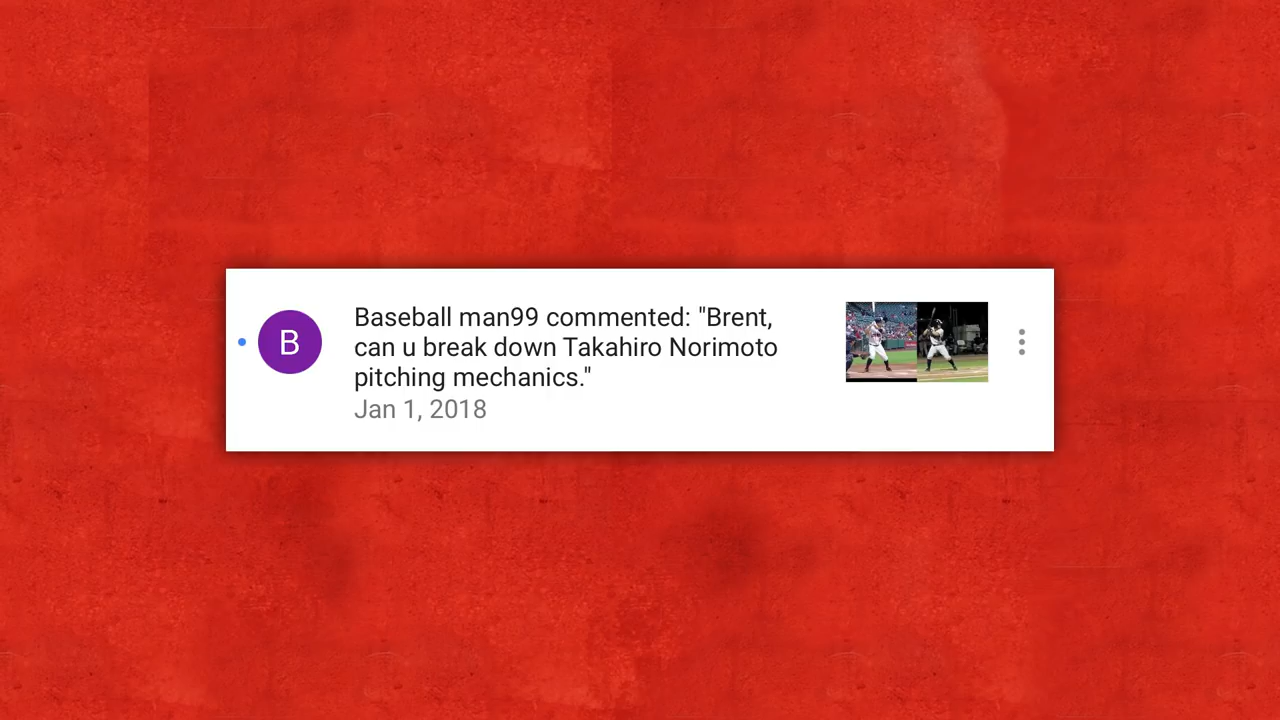 B
Baseball man99 commented: "Brent,
can u break down Takahiro Norimoto
pitching mechanics."
Jan 1, 2018